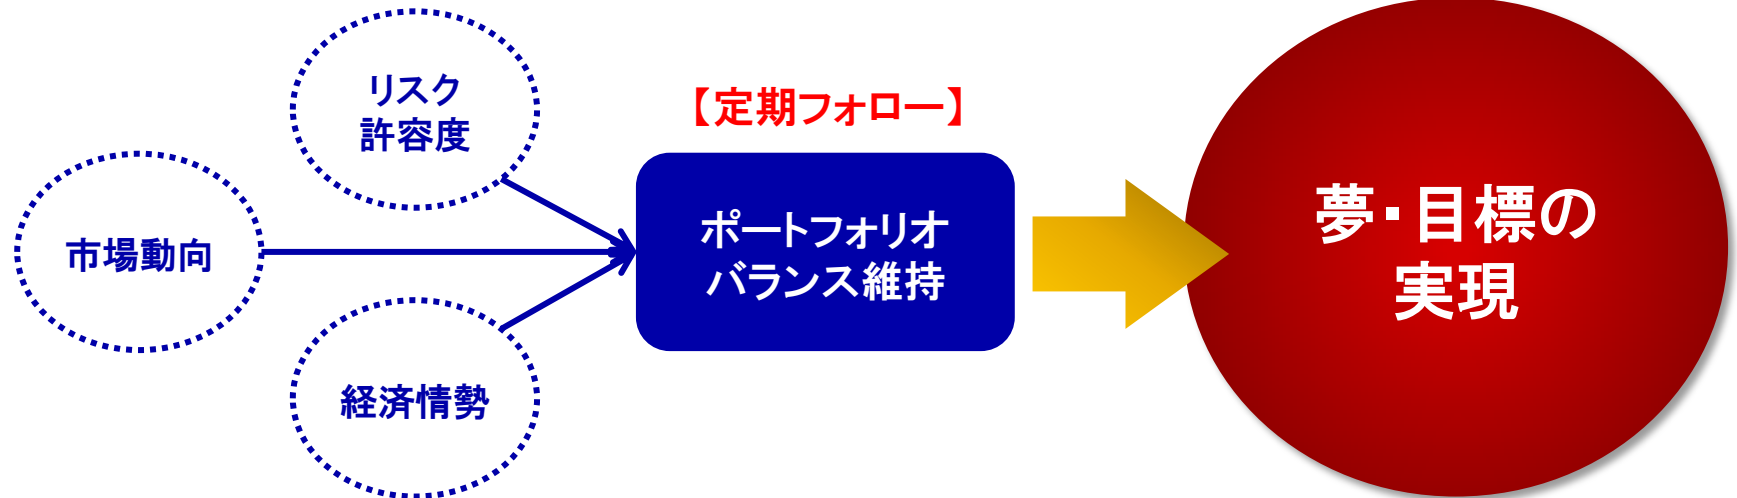 リスク
許容度
市場動向
経済情勢
【定期フォロー】
ポートフォリオ
バランス維持
夢・目標の
実現